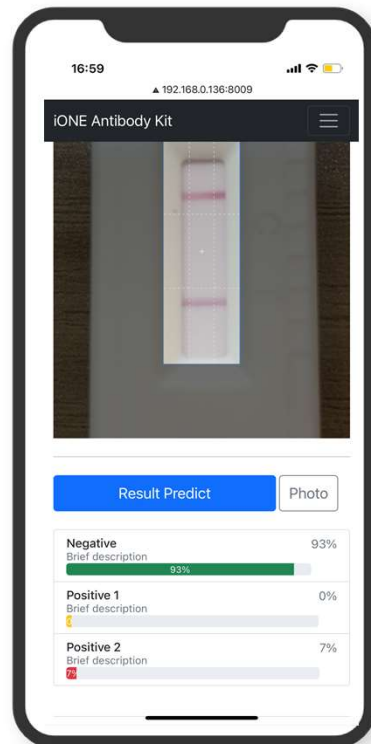 16:59
▲ 192.168.0.136:8009
iONE Antibody Kit
Result Predict
Photo
Negative
93%
Brief description
93%
Positive 1
0%
Brief description
0
Positive 2
7%
Brief description
7%